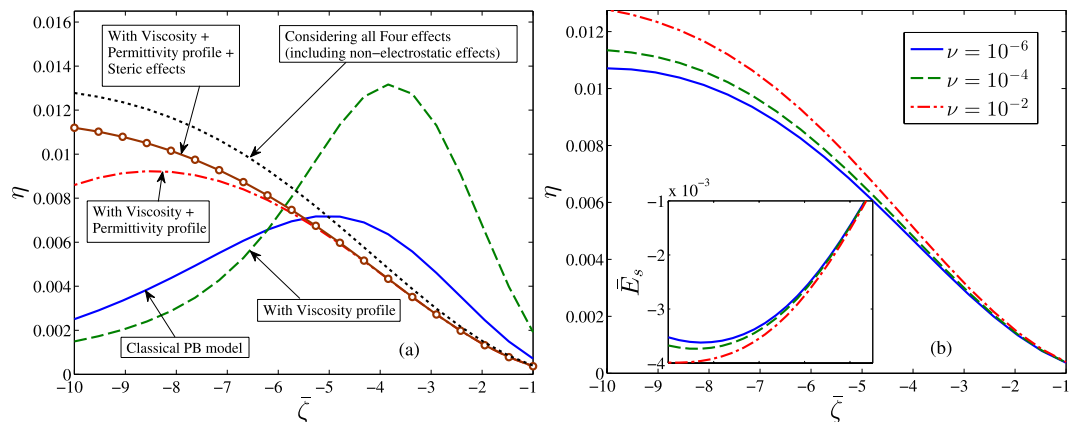 0.016
0.014
0.012
0.01
0.008
0.006
0.004
0.002
0
η
With Viscosity +
Permittivity profile +
Steric effects
Considering all Four effects
(including non−electrostatic effects)
With Viscosity +
Permittivity profile
With Viscosity profile
Classical PB model
(a)
−10 −9 −8 −7 −6 −5 −4 −3 −2 −1
ζ̄
0.012
0.01
0.008
0.006
0.004
0.002
0
η
ν = 10⁻⁶
ν = 10⁻⁴
ν = 10⁻²
x 10⁻³
−1
−2
−3
−4
Ēₛ
(b)
−10 −9 −8 −7 −6 −5 −4 −3 −2 −1
ζ̄